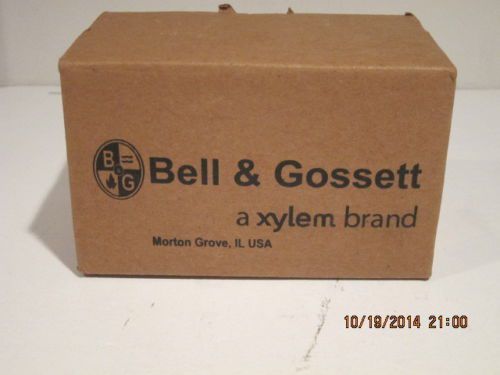 B
G
Bell & Gossett
a xylem brand
Morton Grove, IL USA
10/19/2014 21:00